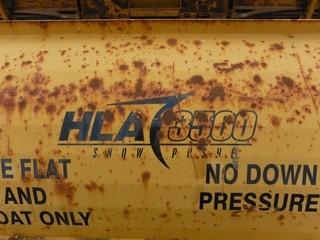 HLA 3500
SNOW PUSHER
E FLAT
AND
OAT ONLY
NO DOWN
PRESSURE